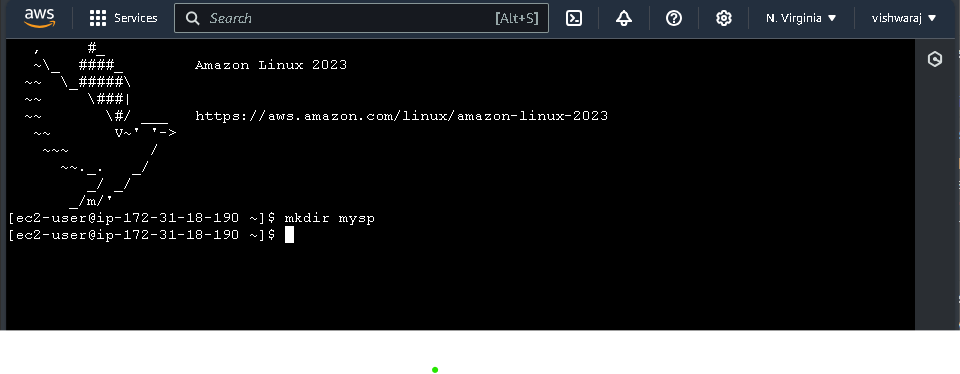 aws Services Search [Alt+S] N. Virginia vishwaraj
   ,     #_
   ~\_  ####_        Amazon Linux 2023
  ~~  \_#####\
  ~~     \###|
  ~~       \#/ ___   https://aws.amazon.com/linux/amazon-linux-2023
   ~~       V~' '->
    ~~~         /
      ~~._.   _/
         _/ _/
       _/m/'
[ec2-user@ip-172-31-18-190 ~]$ mkdir mysp
[ec2-user@ip-172-31-18-190 ~]$